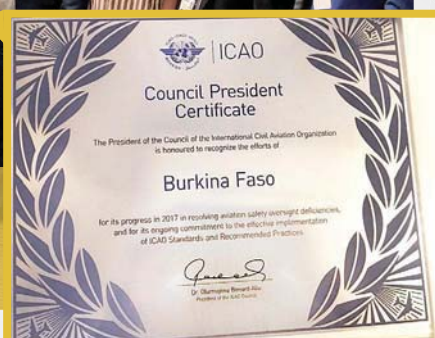 ICAO
Council President
Certificate
The President of the Council of the International Civil Aviation Organization
is honoured to recognize the efforts of
Burkina Faso
for its progress in 2017 in resolving aviation safety oversight deficiencies,
and for its ongoing commitment to the effective implementation
of ICAO Standards and Recommended Practices.
Dr. Olumuyiwa Benard Aliu
President of the ICAO Council